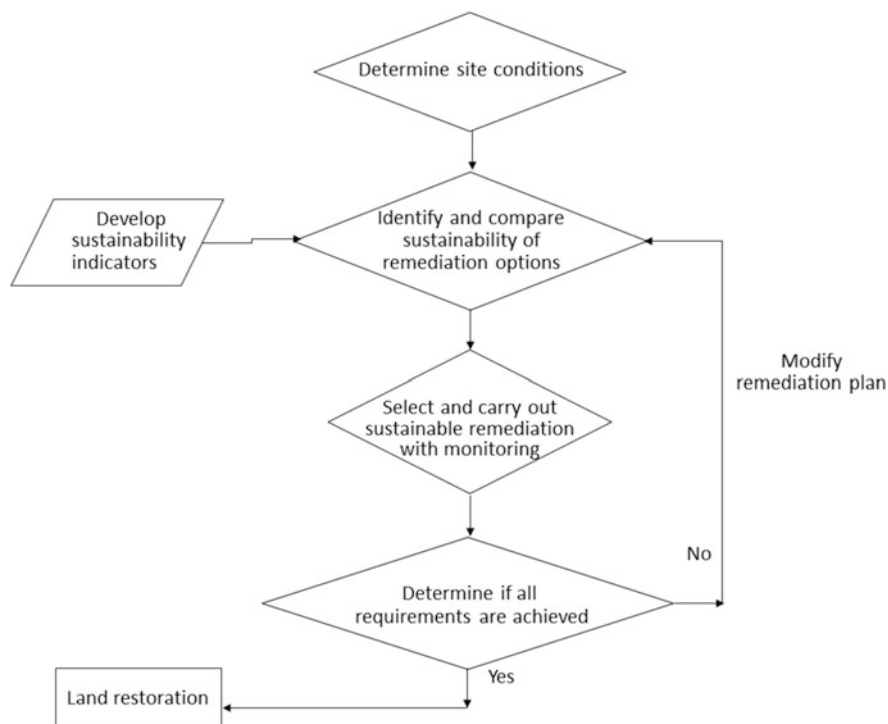 Determine site conditions
Develop
sustainability
indicators
Identify and compare
sustainability of
remediation options
Modify
remediation plan
Select and carry out
sustainable remediation
with monitoring
No
Determine if all
requirements are achieved
Yes
Land restoration